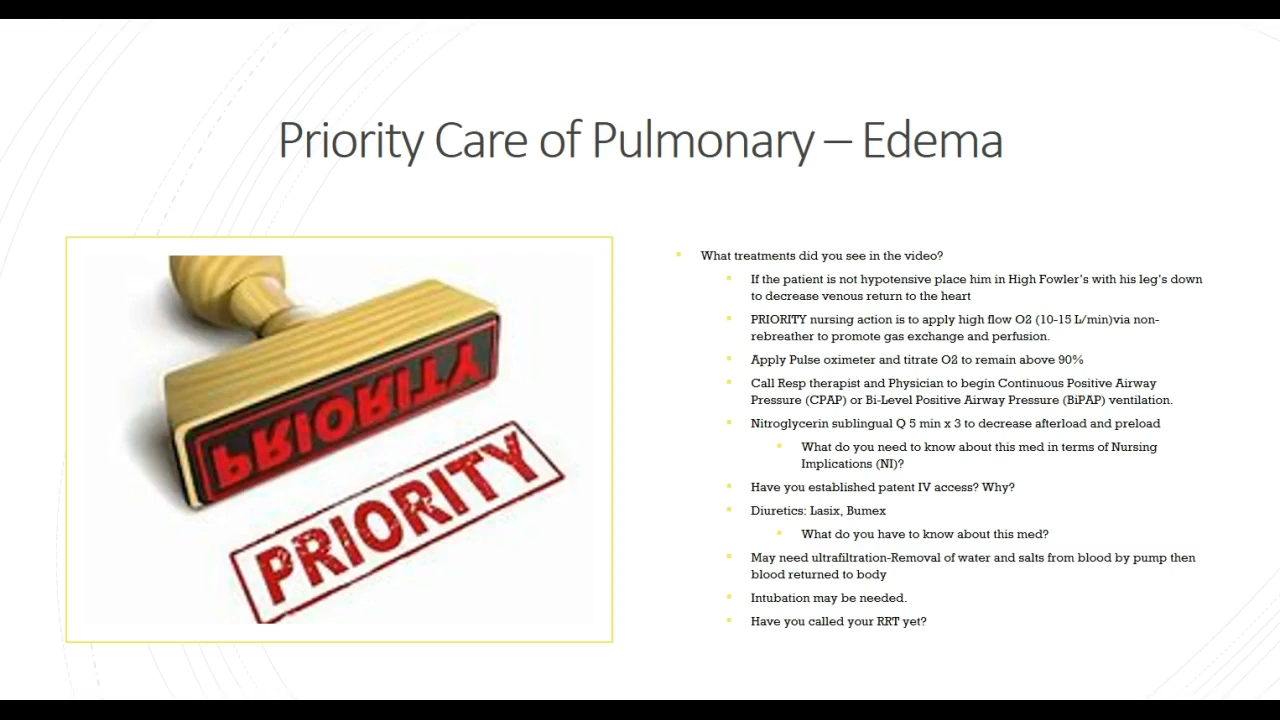 Priority Care of Pulmonary – Edema
PRIORITY
PRIORITY
What treatments did you see in the video?
If the patient is not hypotensive place him in High Fowler's with his leg's down
to decrease venous return to the heart
PRIORITY nursing action is to apply high flow O2 (10-15 L/min)via non-
rebreather to promote gas exchange and perfusion.
Apply Pulse oximeter and titrate O2 to remain above 90%
Call Resp therapist and Physician to begin Continuous Positive Airway
Pressure (CPAP) or Bi-Level Positive Airway Pressure (BiPAP) ventilation.
Nitroglycerin sublingual Q 5 min x 3 to decrease afterload and preload
What do you need to know about this med in terms of Nursing
Implications (NI)?
Have you established patent IV access? Why?
Diuretics: Lasix, Bumex
What do you have to know about this med?
May need ultrafiltration-Removal of water and salts from blood by pump then
blood returned to body
Intubation may be needed.
Have you called your RRT yet?